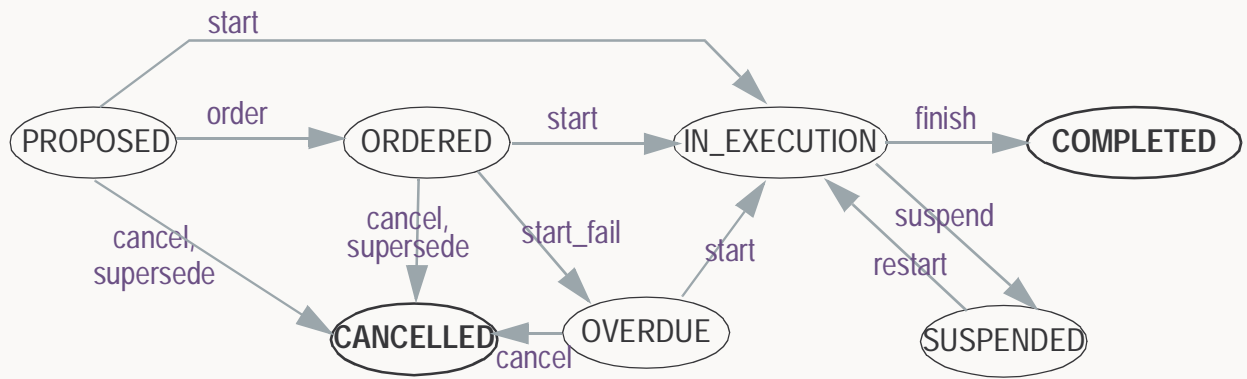 start
order
start
finish
PROPOSED
ORDERED
IN_EXECUTION
COMPLETED
cancel,
supersede
cancel,
supersede
start_fail
start
suspend
restart
CANCELLED
cancel
OVERDUE
SUSPENDED